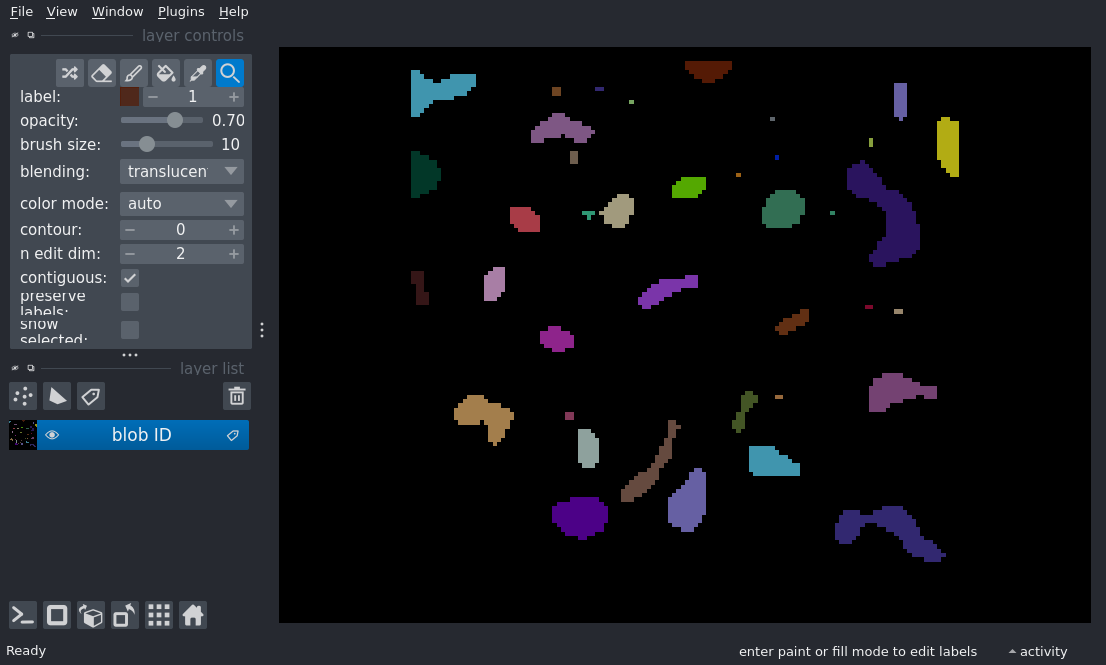 File View Window Plugins Help
layer controls
label: 1
opacity: 0.70
brush size: 10
blending: translucen
color mode: auto
contour: 0
n edit dim: 2
contiguous:
preserve
labels:
show
selected:
layer list
blob ID
Ready enter paint or fill mode to edit labels activity